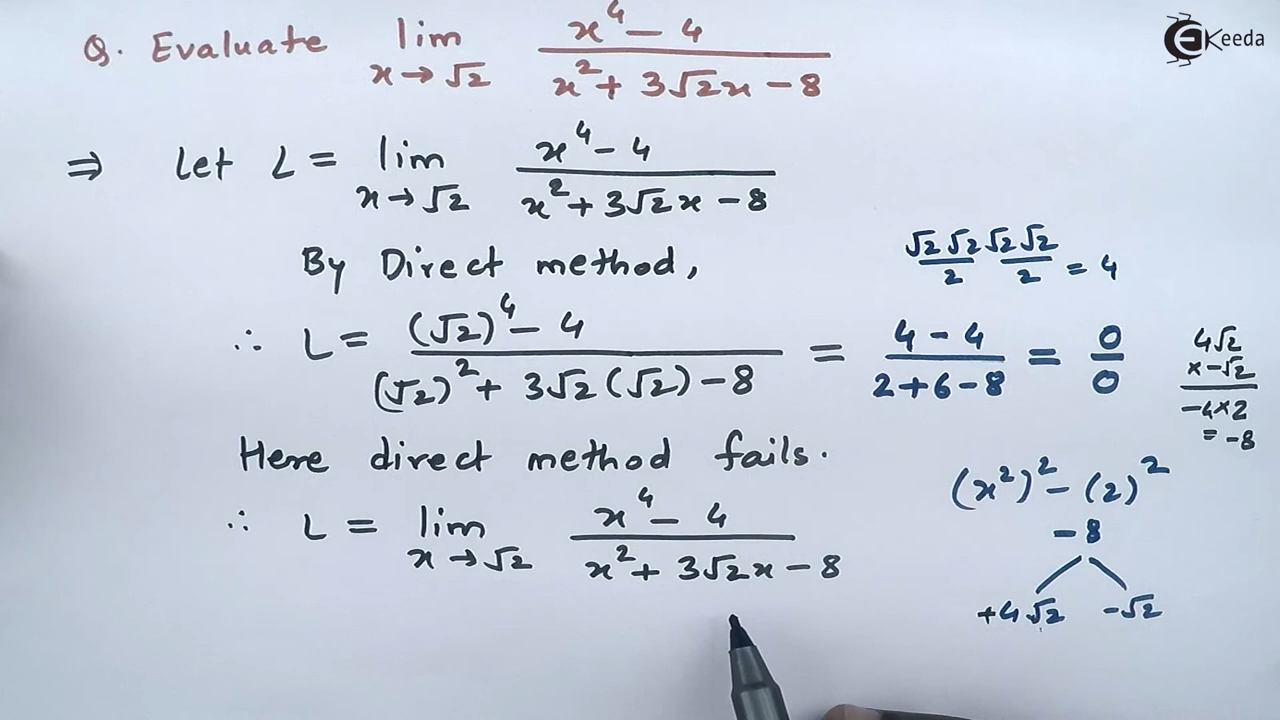 Q. Evaluate lim x→√2 (x⁴ − 4)/(x² + 3√2x − 8)
EKeeda
⇒ Let L = lim x→√2 (x⁴ − 4)/(x² + 3√2x − 8)
By Direct method,
√2 √2 √2 √2
2 2 = 4
∴ L = ((√2)⁴ − 4)/((√2)² + 3√2(√2) − 8) = (4 − 4)/(2 + 6 − 8) = 0/0
4√2
× −√2
−4×2
= −8
Here direct method fails.
(x²)² − (2)²
∴ L = lim x→√2 (x⁴ − 4)/(x² + 3√2x − 8)
−8
+4√2 −√2